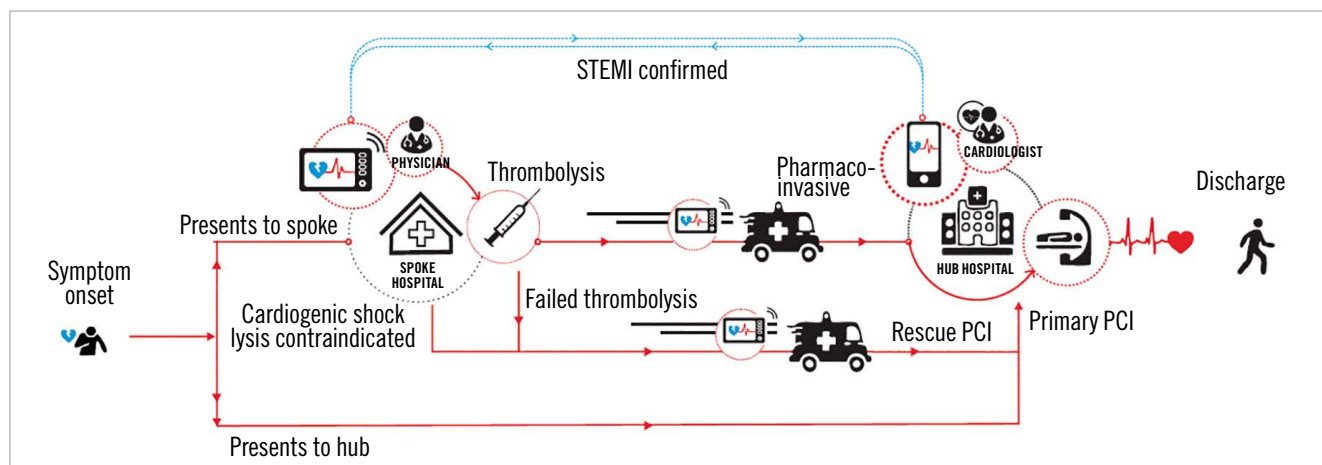 STEMI confirmed
PHYSICIAN
CARDIOLOGIST
Thrombolysis
Pharmaco-
invasive
Discharge
Presents to spoke
SPOKE
HOSPITAL
HUB HOSPITAL
Symptom
onset
Cardiogenic shock
lysis contraindicated
Failed thrombolysis
Rescue PCI
Primary PCI
Presents to hub